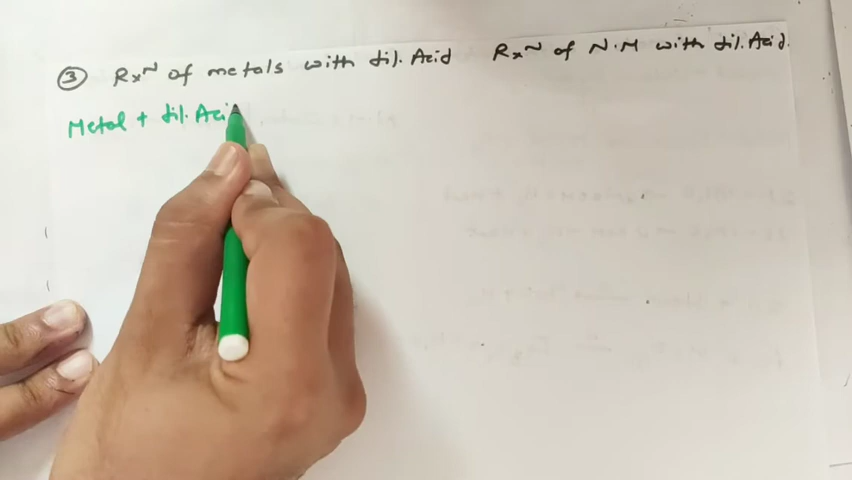 ③ Rxᴺ of metals with dil. Acid Rxᴺ of N.M with dil. Acid.
Metal + dil. Aci